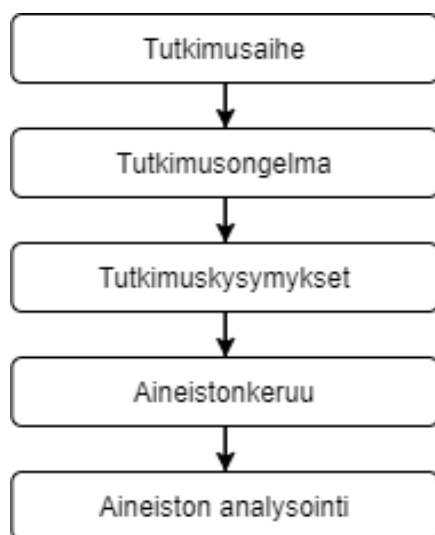 Tutkimusaihe
Tutkimusongelma
Tutkimuskysymykset
Aineistonkeruu
Aineiston analysointi